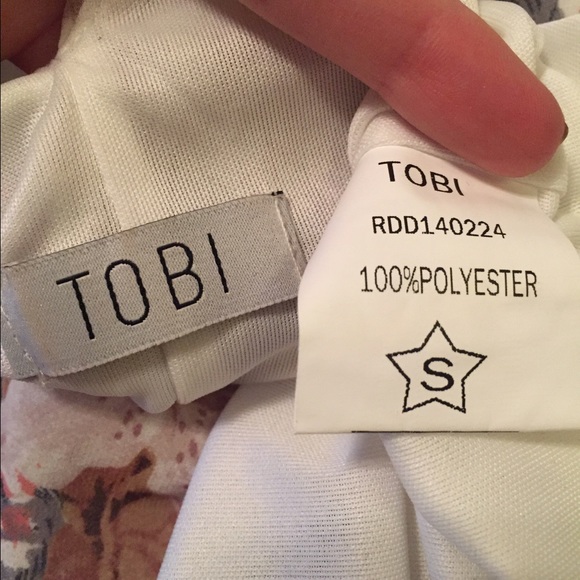 TOBI
TOBI
RDD140224
100%POLYESTER
S